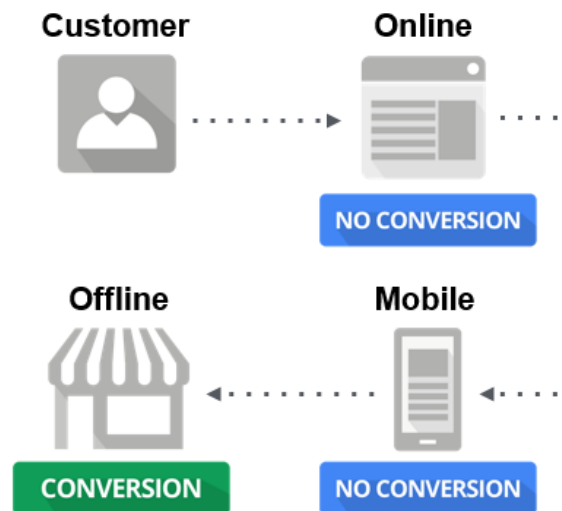 Customer
Online
NO CONVERSION
Offline
Mobile
CONVERSION
NO CONVERSION